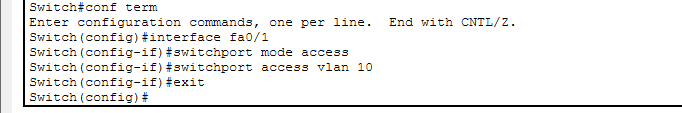 Switch#conf term
Enter configuration commands, one per line.  End with CNTL/Z.
Switch(config)#interface fa0/1
Switch(config-if)#switchport mode access
Switch(config-if)#switchport access vlan 10
Switch(config-if)#exit
Switch(config)#